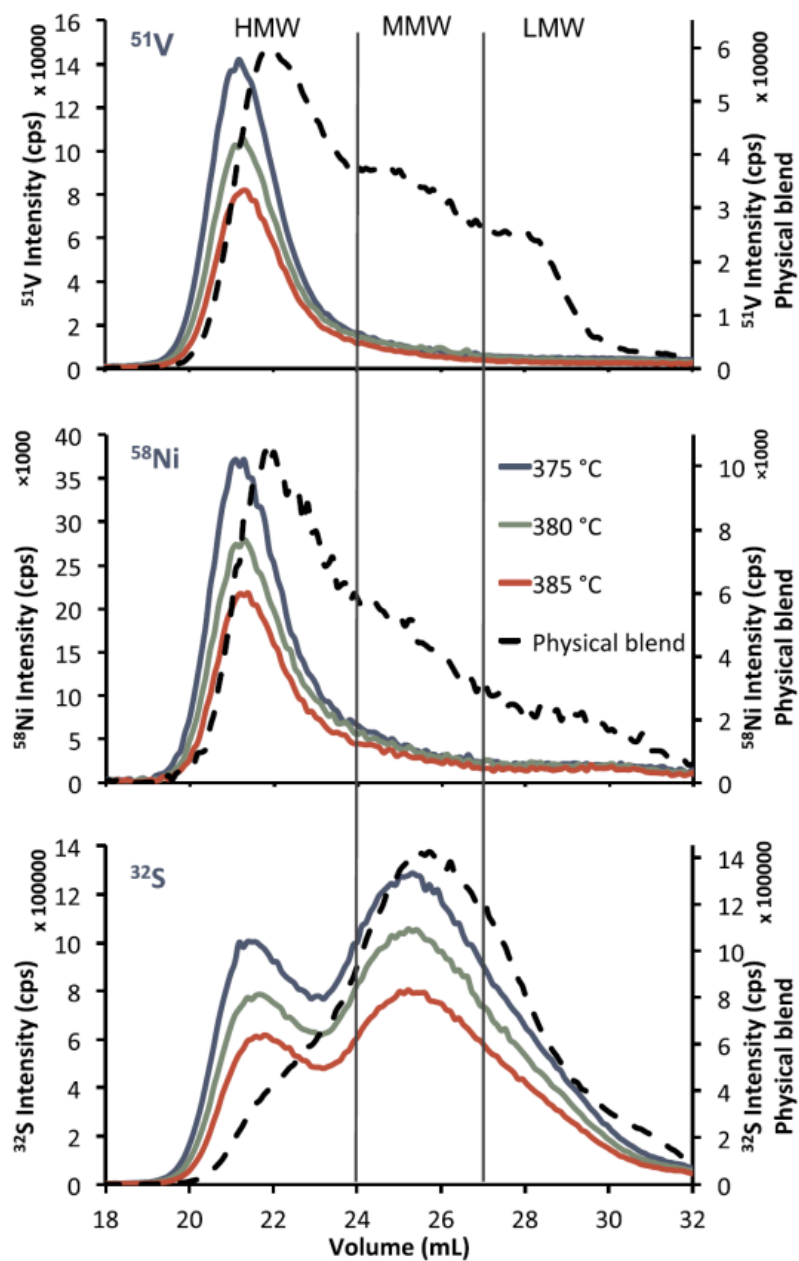 HMW MMW LMW
⁵¹V
x 10000
16
14
12
10
8
6
4
2
0
⁵¹V Intensity (cps)
x 10000
6
5
4
3
2
1
0
⁵¹V Intensity (cps)
Physical blend
⁵⁸Ni
×1000
40
35
30
25
20
15
10
5
0
⁵⁸Ni Intensity (cps)
375 °C
380 °C
385 °C
Physical blend
×1000
10
8
6
4
2
0
⁵⁸Ni Intensity (cps)
Physical blend
³²S
x 100000
14
12
10
8
6
4
2
0
³²S Intensity (cps)
x 100000
14
12
10
8
6
4
2
0
³²S Intensity (cps)
Physical blend
18 20 22 24 26 28 30 32
Volume (mL)